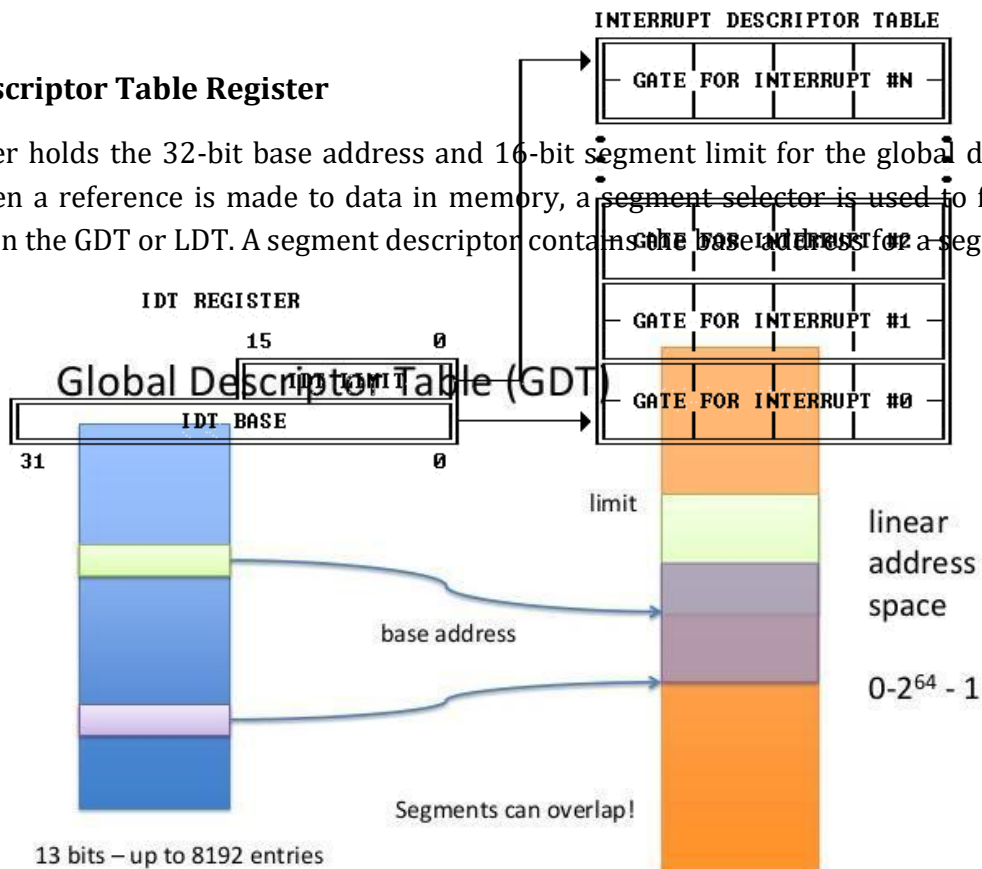 INTERRUPT DESCRIPTOR TABLE
GATE FOR INTERRUPT #N
scriptor Table Register
er holds the 32-bit base address and 16-bit segment limit for the global d
en a reference is made to data in memory, a segment selector is used to f
n the GDT or LDT. A segment descriptor contains the base address for a seg
GATE FOR INTERRUPT #2
IDT REGISTER
15 0
GATE FOR INTERRUPT #1
Global Descriptor Table (GDT)
IDT LIMIT
GATE FOR INTERRUPT #0
IDT BASE
31 0
limit
linear
address
space
base address
0-2⁶⁴ - 1
Segments can overlap!
13 bits – up to 8192 entries